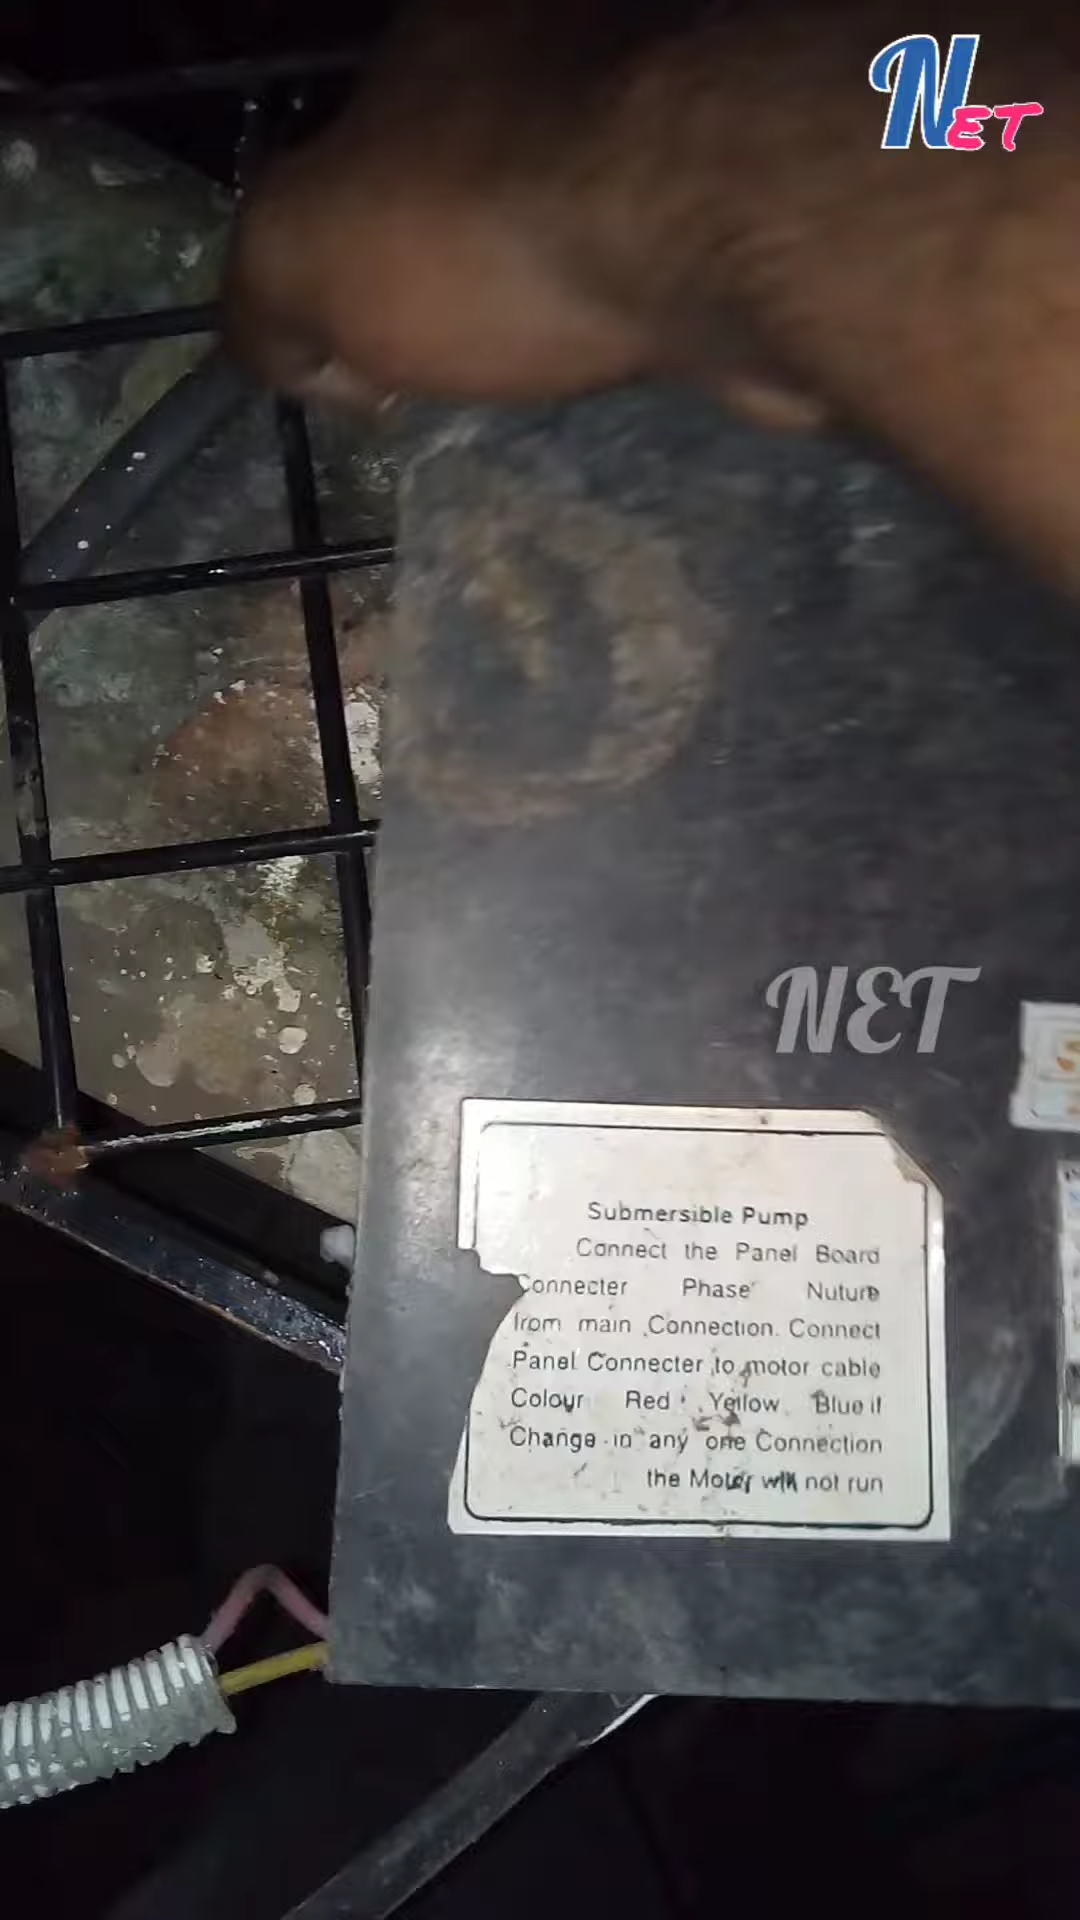 NET
NET
Submersible Pump
Connect the Panel Board
Connecter Phase Nuture
from main Connection. Connect
Panel Connecter to motor cable
Colour Red Yellow Blue if
Change in any one Connection
the Motor will not run